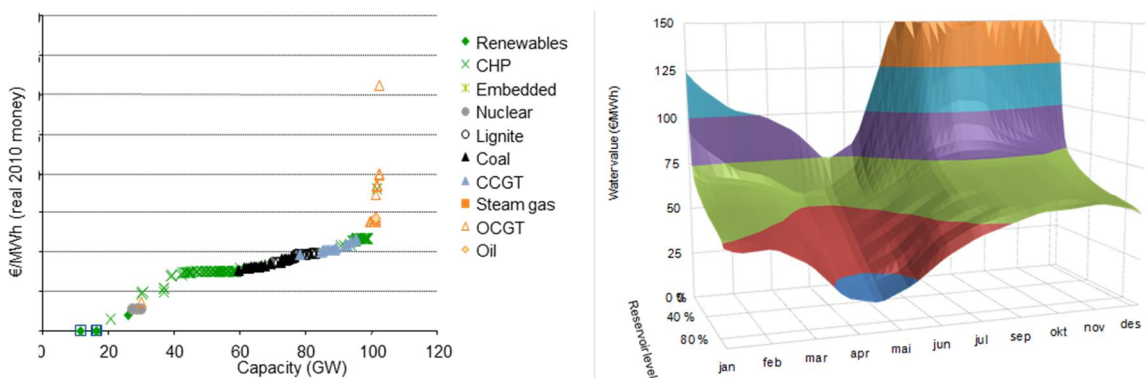 €/MWh (real 2010 money)
0
20
40
60
80
100
120
Capacity (GW)
Renewables
CHP
Embedded
Nuclear
Lignite
Coal
CCGT
Steam gas
OCGT
Oil
Watervalue (€/MWh)
150
125
100
75
50
25
0
40 %
80 %
Reservoir level
jan
feb
mar
apr
mai
jun
jul
aug
sep
okt
nov
des